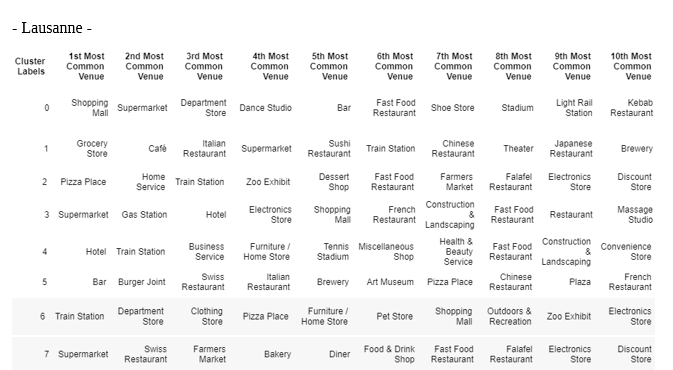 - Lausanne -
Cluster Labels 1st Most Common Venue 2nd Most Common Venue 3rd Most Common Venue 4th Most Common Venue 5th Most Common Venue 6th Most Common Venue 7th Most Common Venue 8th Most Common Venue 9th Most Common Venue 10th Most Common Venue
0 Shopping Mall Supermarket Department Store Dance Studio Bar Fast Food Restaurant Shoe Store Stadium Light Rail Station Kebab Restaurant
1 Grocery Store Café Italian Restaurant Supermarket Sushi Restaurant Train Station Chinese Restaurant Theater Japanese Restaurant Brewery
2 Pizza Place Home Service Train Station Zoo Exhibit Dessert Shop Fast Food Restaurant Farmers Market Falafel Restaurant Electronics Store Discount Store
3 Supermarket Gas Station Hotel Electronics Store Shopping Mall French Restaurant Construction & Landscaping Fast Food Restaurant Restaurant Massage Studio
4 Hotel Train Station Business Service Furniture / Home Store Tennis Stadium Miscellaneous Shop Health & Beauty Service Fast Food Restaurant Construction & Landscaping Convenience Store
5 Bar Burger Joint Swiss Restaurant Italian Restaurant Brewery Art Museum Pizza Place Chinese Restaurant Plaza French Restaurant
6 Train Station Department Store Clothing Store Pizza Place Furniture / Home Store Pet Store Shopping Mall Outdoors & Recreation Zoo Exhibit Electronics Store
7 Supermarket Swiss Restaurant Farmers Market Bakery Diner Food & Drink Shop Fast Food Restaurant Falafel Restaurant Electronics Store Discount Store